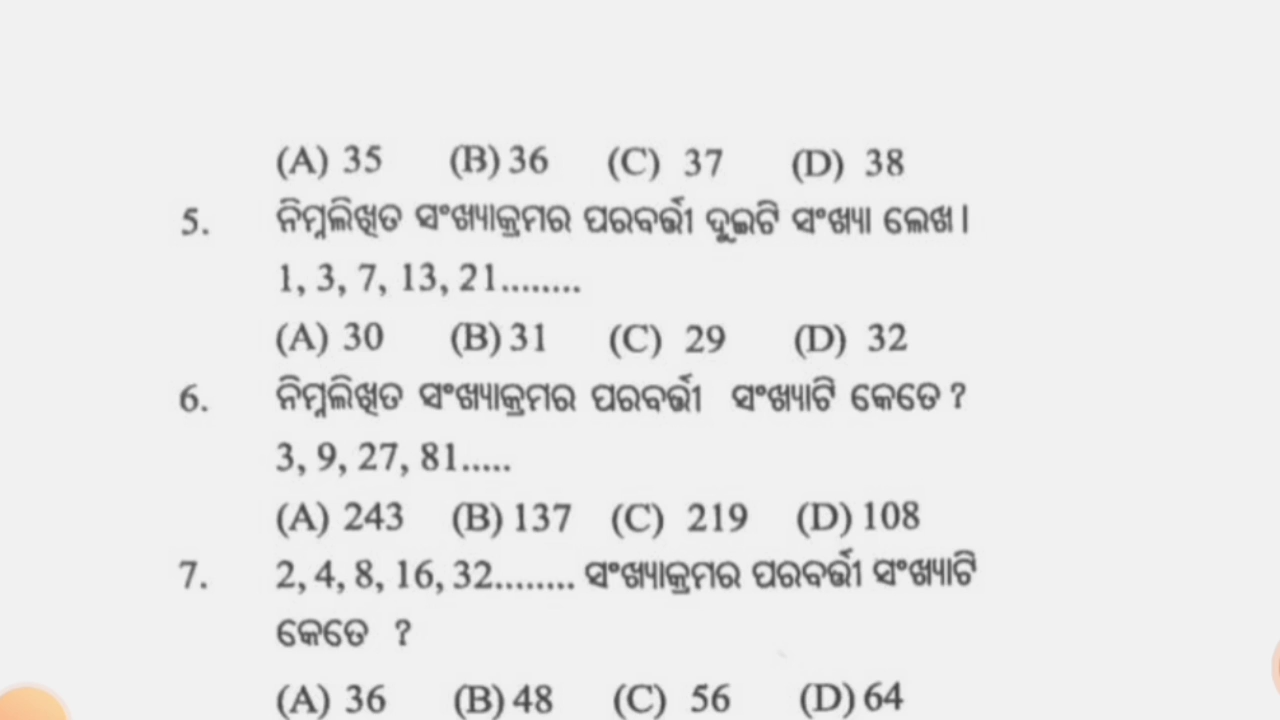 (A) 35 (B) 36 (C) 37 (D) 38
5. ନିମ୍ନଲିଖିତ ସଂଖ୍ୟାକ୍ରମର ପରବର୍ତ୍ତୀ ଦୁଇଟି ସଂଖ୍ୟା ଲେଖ।
1, 3, 7, 13, 21........
(A) 30 (B) 31 (C) 29 (D) 32
6. ନିମ୍ନଲିଖିତ ସଂଖ୍ୟାକ୍ରମର ପରବର୍ତ୍ତୀ ସଂଖ୍ୟାଟି କେତେ ?
3, 9, 27, 81.....
(A) 243 (B) 137 (C) 219 (D) 108
7. 2, 4, 8, 16, 32........ ସଂଖ୍ୟାକ୍ରମର ପରବର୍ତ୍ତୀ ସଂଖ୍ୟାଟି
କେତେ ?
(A) 36 (B) 48 (C) 56 (D) 64